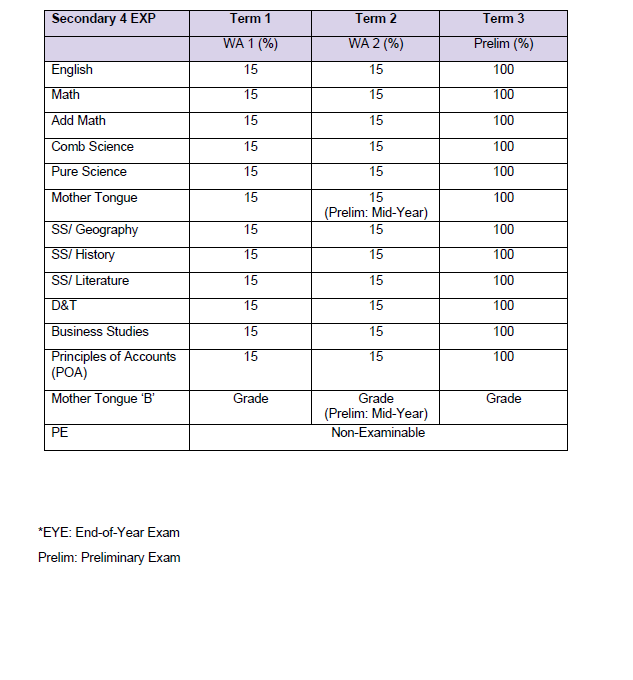 Secondary 4 EXP Term 1 Term 2 Term 3
WA 1 (%) WA 2 (%) Prelim (%)
English 15 15 100
Math 15 15 100
Add Math 15 15 100
Comb Science 15 15 100
Pure Science 15 15 100
Mother Tongue 15 15 100
(Prelim: Mid-Year)
SS/ Geography 15 15 100
SS/ History 15 15 100
SS/ Literature 15 15 100
D&T 15 15 100
Business Studies 15 15 100
Principles of Accounts 15 15 100
(POA)
Mother Tongue ‘B’ Grade Grade Grade
(Prelim: Mid-Year)
PE Non-Examinable
*EYE: End-of-Year Exam
Prelim: Preliminary Exam